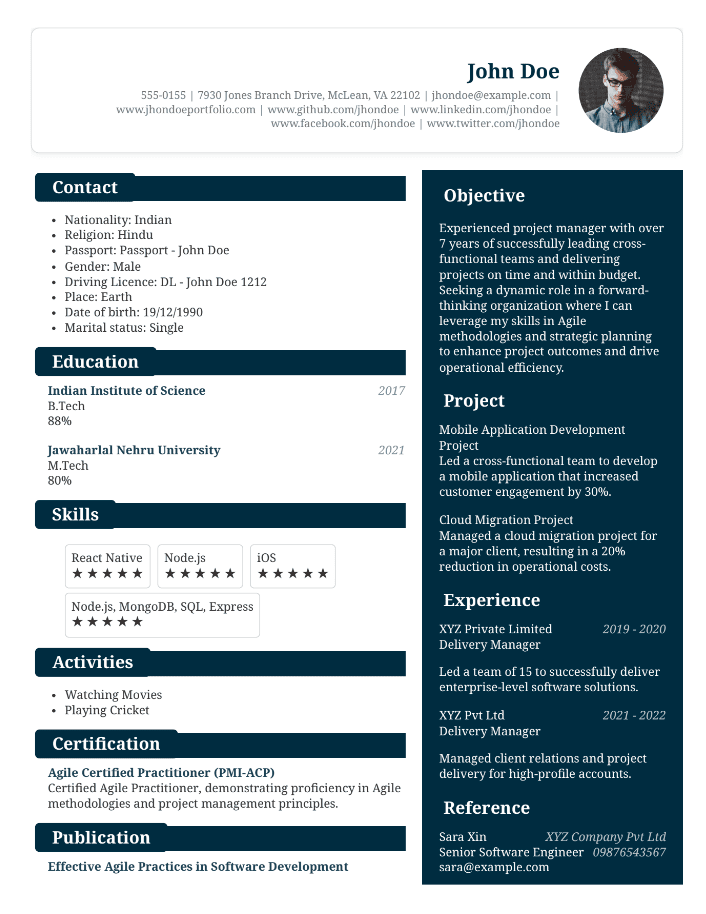 John Doe
555-0155 | 7930 Jones Branch Drive, McLean, VA 22102 | jhondoe@example.com |
www.jhondoeportfolio.com | www.github.com/jhondoe | www.linkedin.com/jhondoe |
www.facebook.com/jhondoe | www.twitter.com/jhondoe
Contact
• Nationality: Indian
• Religion: Hindu
• Passport: Passport - John Doe
• Gender: Male
• Driving Licence: DL - John Doe 1212
• Place: Earth
• Date of birth: 19/12/1990
• Marital status: Single
Education
Indian Institute of Science 2017
B.Tech
88%
Jawaharlal Nehru University 2021
M.Tech
80%
Skills
React Native Node.js iOS
★★★★★ ★★★★★ ★★★★★
Node.js, MongoDB, SQL, Express
★★★★★
Activities
• Watching Movies
• Playing Cricket
Certification
Agile Certified Practitioner (PMI-ACP)
Certified Agile Practitioner, demonstrating proficiency in Agile
methodologies and project management principles.
Publication
Effective Agile Practices in Software Development
Objective
Experienced project manager with over
7 years of successfully leading cross-
functional teams and delivering
projects on time and within budget.
Seeking a dynamic role in a forward-
thinking organization where I can
leverage my skills in Agile
methodologies and strategic planning
to enhance project outcomes and drive
operational efficiency.
Project
Mobile Application Development
Project
Led a cross-functional team to develop
a mobile application that increased
customer engagement by 30%.
Cloud Migration Project
Managed a cloud migration project for
a major client, resulting in a 20%
reduction in operational costs.
Experience
XYZ Private Limited 2019 - 2020
Delivery Manager
Led a team of 15 to successfully deliver
enterprise-level software solutions.
XYZ Pvt Ltd 2021 - 2022
Delivery Manager
Managed client relations and project
delivery for high-profile accounts.
Reference
Sara Xin XYZ Company Pvt Ltd
Senior Software Engineer 09876543567
sara@example.com